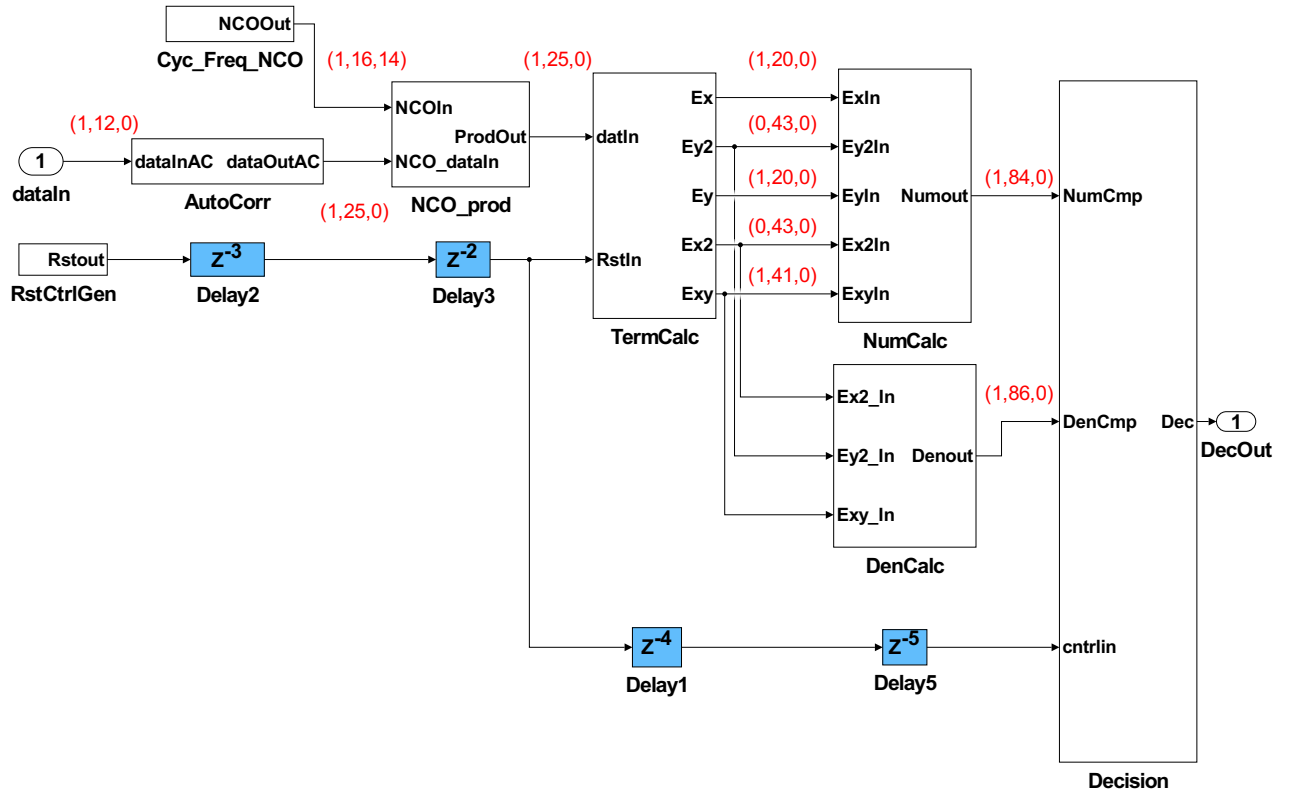 NCOOut
Cyc_Freq_NCO
(1,16,14)
(1,25,0)
(1,20,0)
(1,12,0)
1
dataIn
dataInAC dataOutAC
AutoCorr
(1,25,0)
NCOIn
ProdOut
NCO_dataIn
NCO_prod
Rstout
RstCtrlGen
Z-3
Delay2
Z-2
Delay3
datIn
RstIn
Ex
Ey2
Ey
Ex2
Exy
TermCalc
(0,43,0)
(1,20,0)
(0,43,0)
(1,41,0)
ExIn
Ey2In
EyIn
Numout
Ex2In
ExyIn
NumCalc
(1,84,0)
Ex2_In
Ey2_In
Denout
Exy_In
DenCalc
(1,86,0)
Z-4
Delay1
Z-5
Delay5
NumCmp
DenCmp
Dec
cntrlin
Decision
1
DecOut